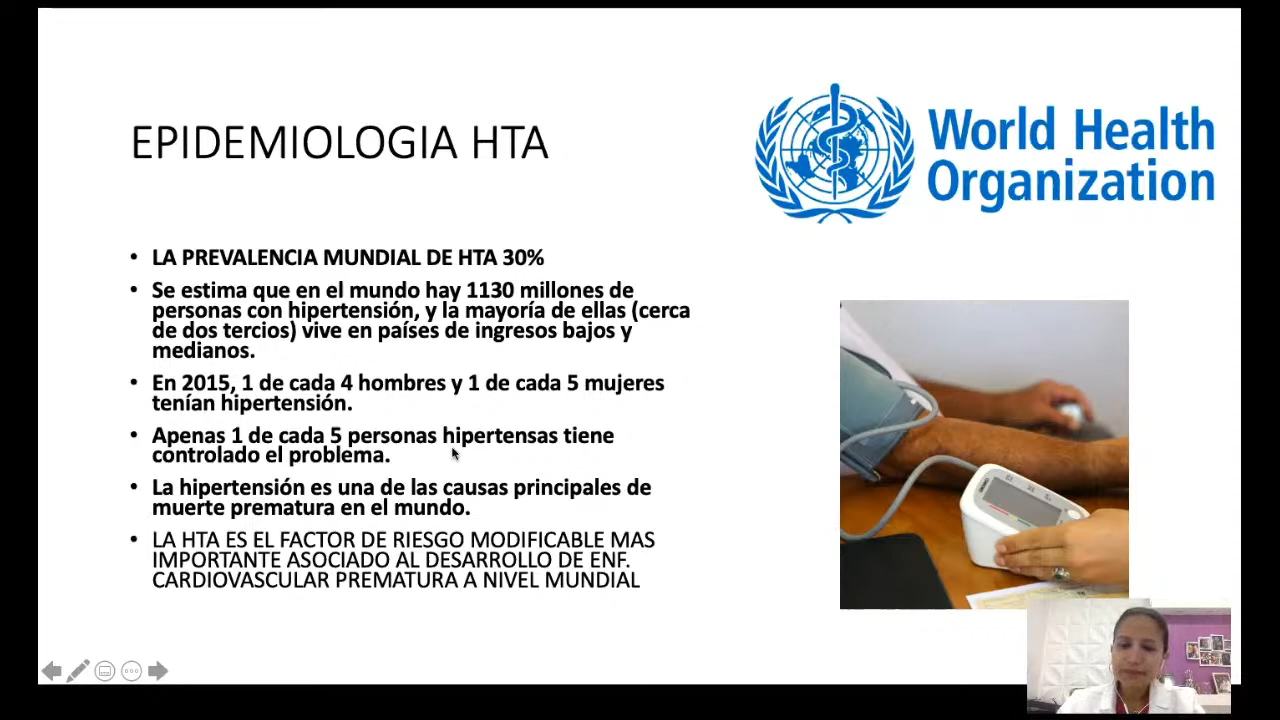 EPIDEMIOLOGIA HTA
World Health
Organization
• LA PREVALENCIA MUNDIAL DE HTA 30%
• Se estima que en el mundo hay 1130 millones de
personas con hipertensión, y la mayoría de ellas (cerca
de dos tercios) vive en países de ingresos bajos y
medianos.
• En 2015, 1 de cada 4 hombres y 1 de cada 5 mujeres
tenían hipertensión.
• Apenas 1 de cada 5 personas hipertensas tiene
controlado el problema.
• La hipertensión es una de las causas principales de
muerte prematura en el mundo.
• LA HTA ES EL FACTOR DE RIESGO MODIFICABLE MAS
IMPORTANTE ASOCIADO AL DESARROLLO DE ENF.
CARDIOVASCULAR PREMATURA A NIVEL MUNDIAL